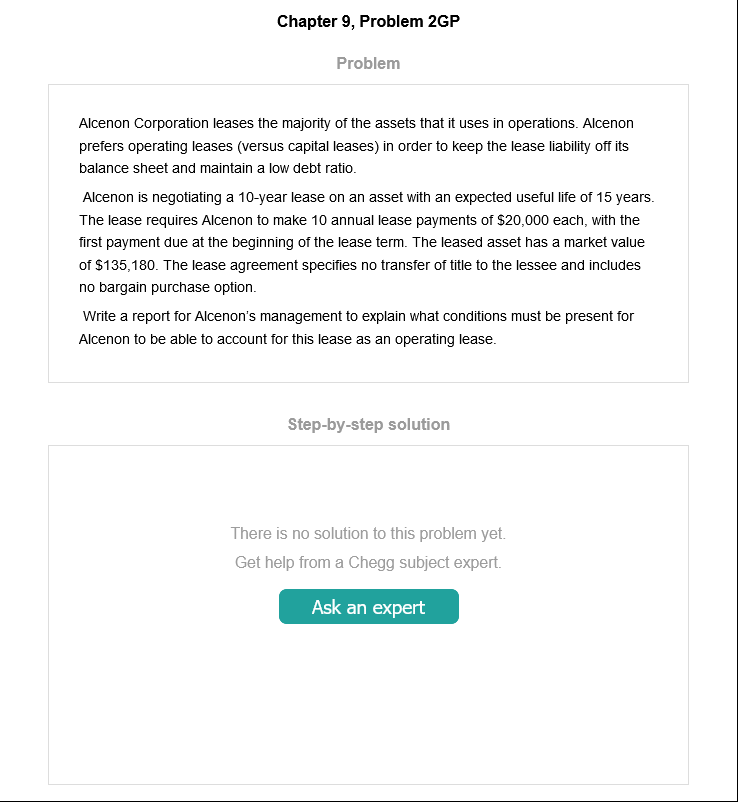 Chapter 9, Problem 2GP
Problem
Alcenon Corporation leases the majority of the assets that it uses in operations. Alcenon
prefers operating leases (versus capital leases) in order to keep the lease liability off its
balance sheet and maintain a low debt ratio.
Alcenon is negotiating a 10-year lease on an asset with an expected useful life of 15 years.
The lease requires Alcenon to make 10 annual lease payments of $20,000 each, with the
first payment due at the beginning of the lease term. The leased asset has a market value
of $135,180. The lease agreement specifies no transfer of title to the lessee and includes
no bargain purchase option.
Write a report for Alcenon's management to explain what conditions must be present for
Alcenon to be able to account for this lease as an operating lease.
Step-by-step solution
There is no solution to this problem yet.
Get help from a Chegg subject expert.
Ask an expert